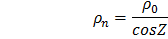 ρₙ = ρ₀ / cosZ